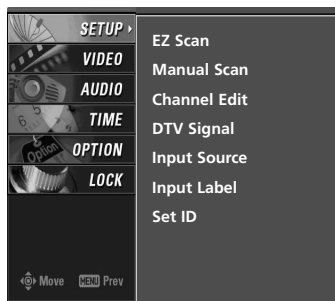 SETUP
VIDEO
AUDIO
TIME
OPTION
LOCK
EZ Scan
Manual Scan
Channel Edit
DTV Signal
Input Source
Input Label
Set ID
Move MENU Prev